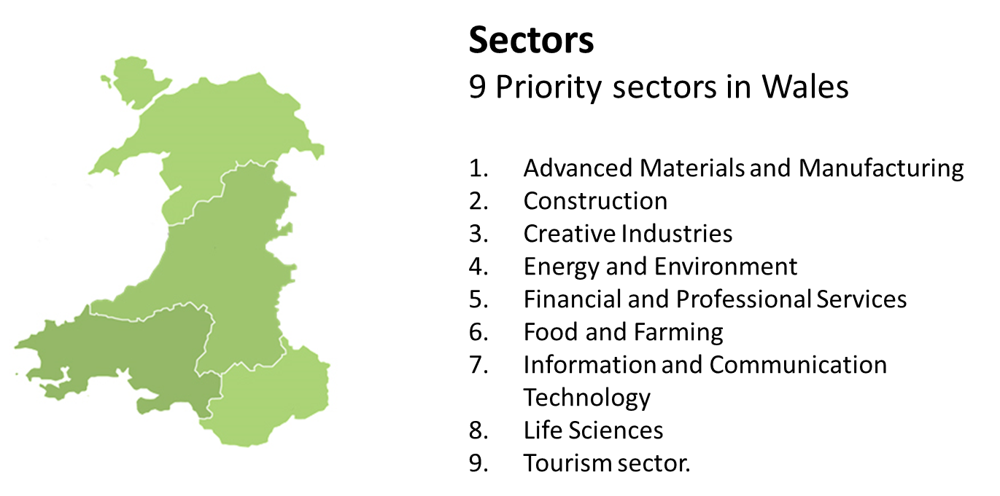 Sectors
9 Priority sectors in Wales
1. Advanced Materials and Manufacturing
2. Construction
3. Creative Industries
4. Energy and Environment
5. Financial and Professional Services
6. Food and Farming
7. Information and Communication
Technology
8. Life Sciences
9. Tourism sector.